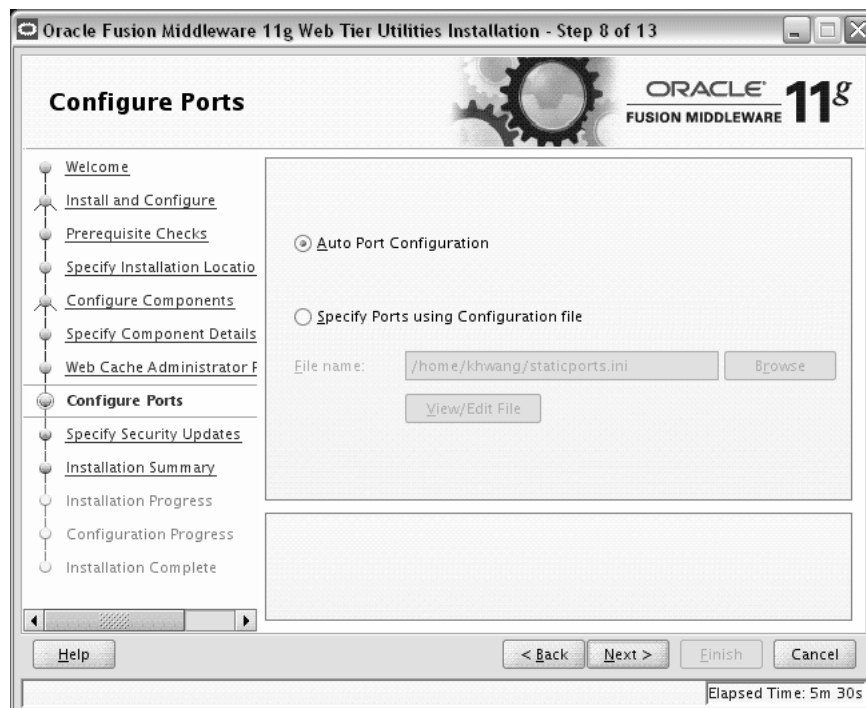 Oracle Fusion Middleware 11g Web Tier Utilities Installation - Step 8 of 13
Configure Ports
ORACLE
FUSION MIDDLEWARE
11g
Welcome
Install and Configure
Prerequisite Checks
Specify Installation Locatio
Configure Components
Specify Component Details
Web Cache Administrator P
Configure Ports
Specify Security Updates
Installation Summary
Installation Progress
Configuration Progress
Installation Complete
Auto Port Configuration
Specify Ports using Configuration file
File name: /home/khwang/staticports.ini Browse
View/Edit File
Help < Back Next > Finish Cancel
Elapsed Time: 5m 30s